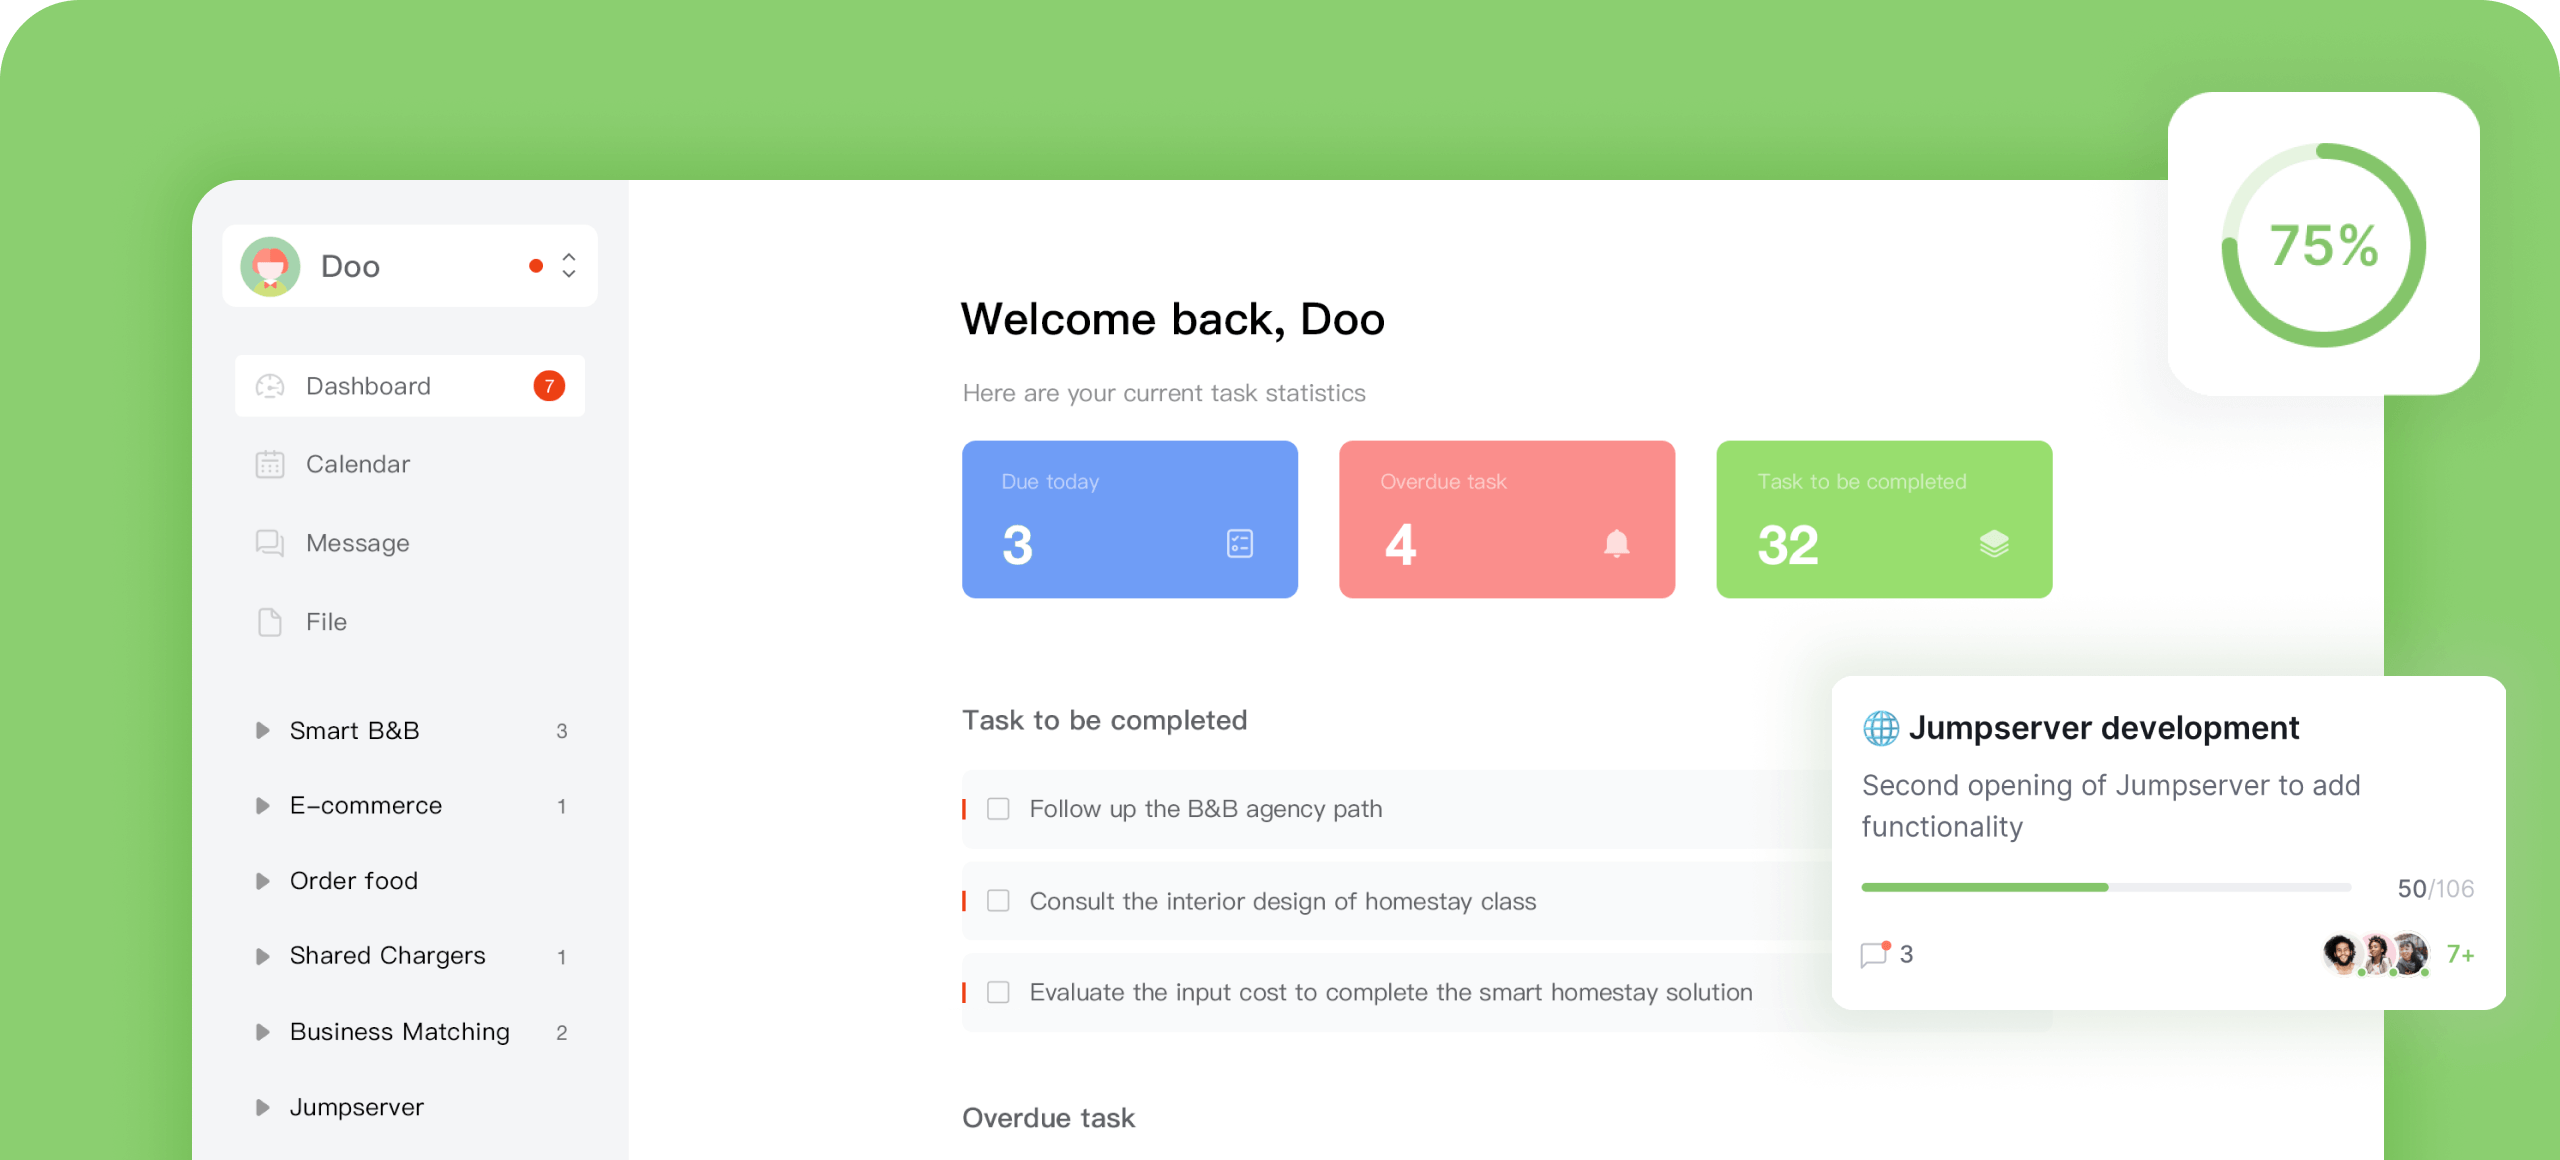 Doo
Dashboard 7
Calendar
Message
File
Smart B&B 3
E-commerce 1
Order food
Shared Chargers 1
Business Matching 2
Jumpserver
Welcome back, Doo
Here are your current task statistics
Due today
3
Overdue task
4
Task to be completed
32
Task to be completed
Follow up the B&B agency path
Consult the interior design of homestay class
Evaluate the input cost to complete the smart homestay solution
Overdue task
75%
Jumpserver development
Second opening of Jumpserver to add
functionality
50/106
3
7+